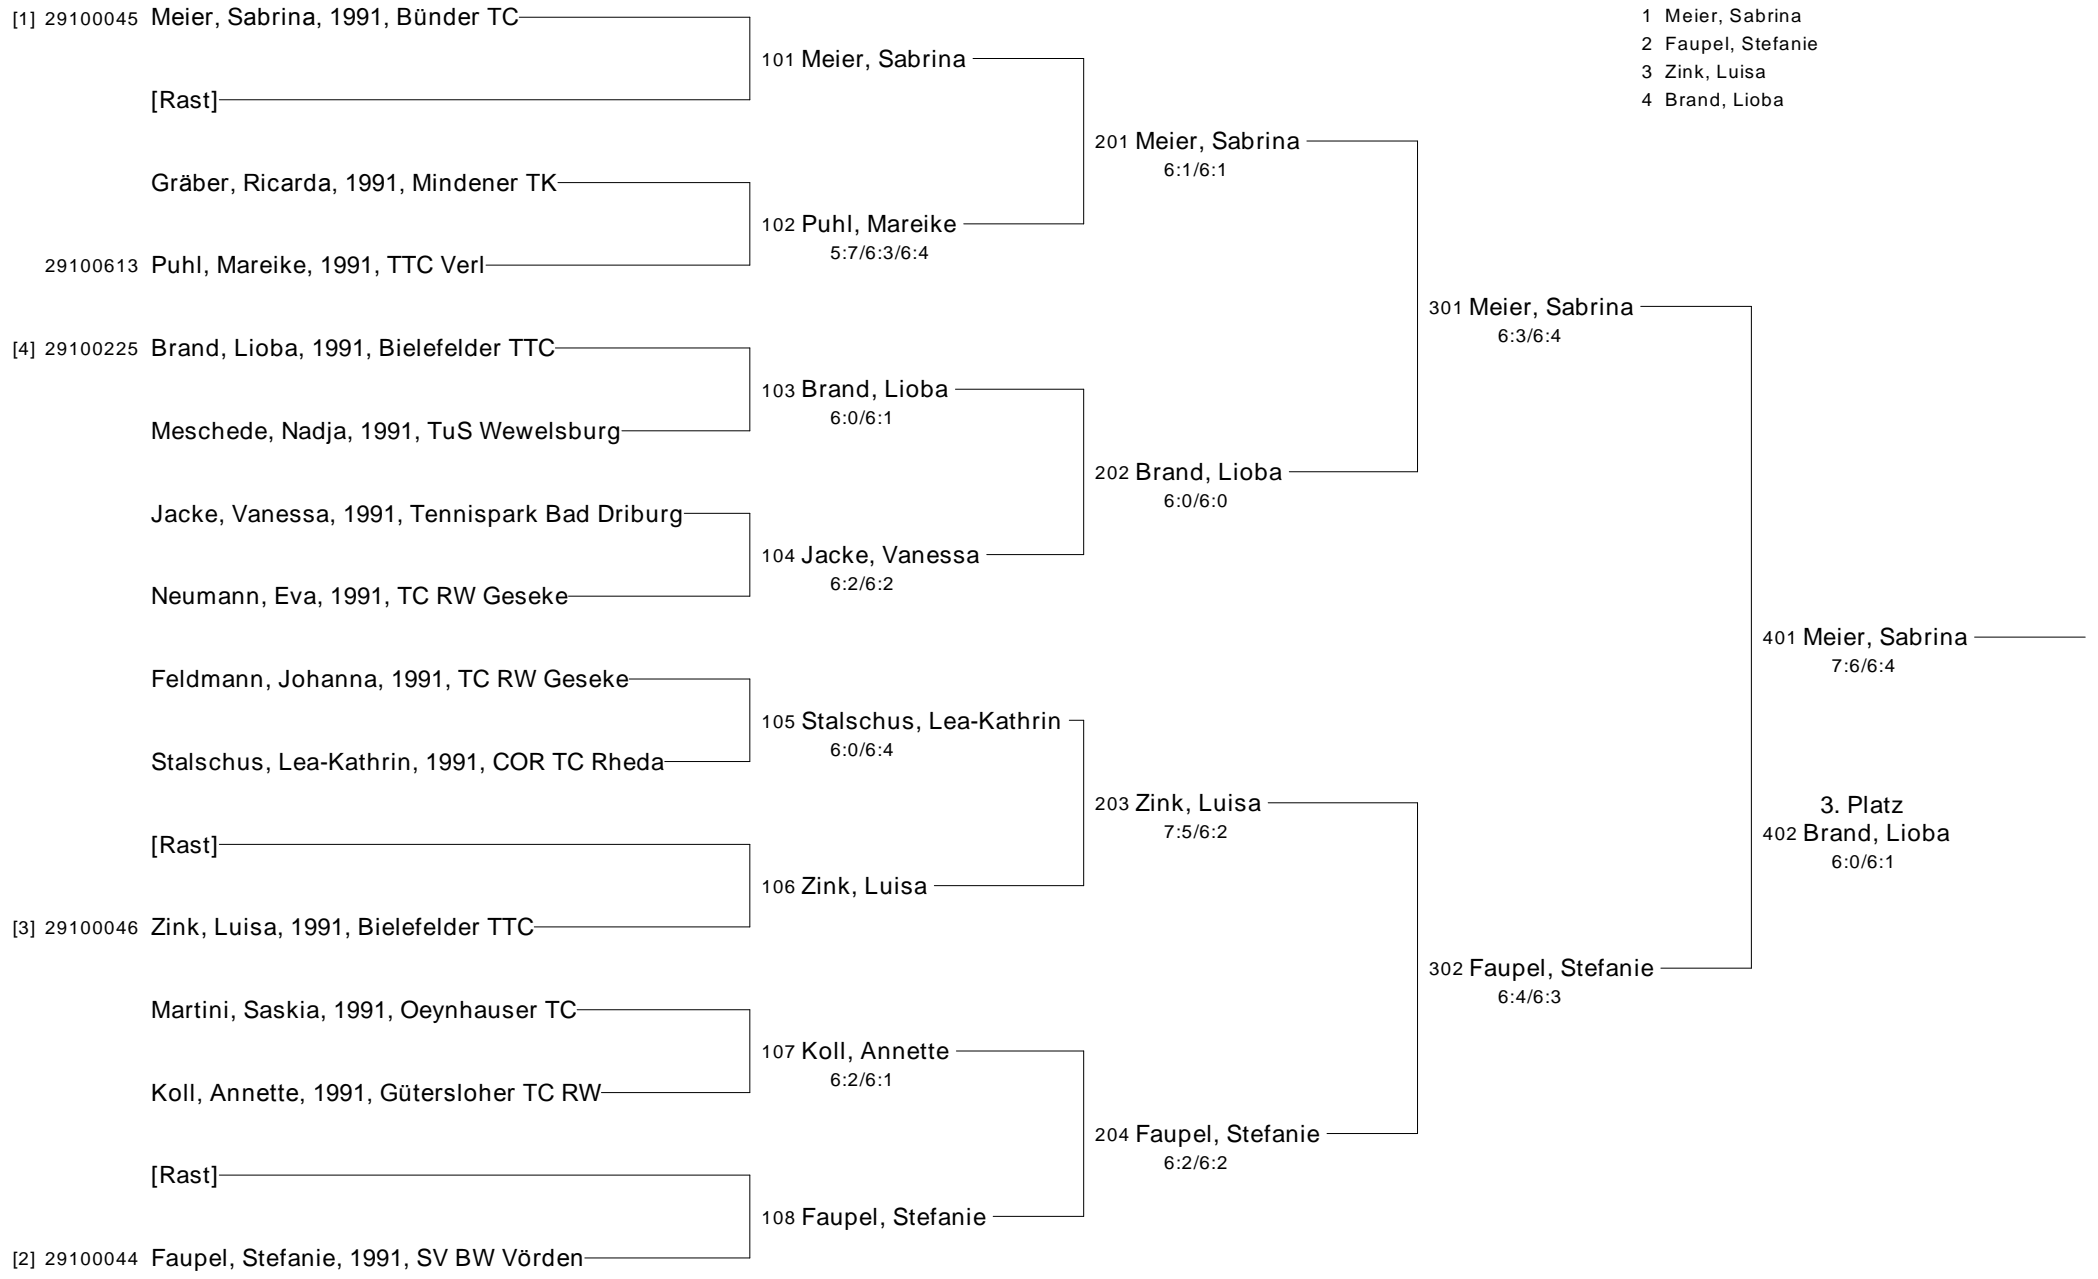 [1] 29100045 Meier, Sabrina, 1991, Bünder TC
[Rast]
Gräber, Ricarda, 1991, Mindener TK
29100613 Puhl, Mareike, 1991, TTC Verl
[4] 29100225 Brand, Lioba, 1991, Bielefelder TTC
Meschede, Nadja, 1991, TuS Wewelsburg
Jacke, Vanessa, 1991, Tennispark Bad Driburg
Neumann, Eva, 1991, TC RW Geseke
Feldmann, Johanna, 1991, TC RW Geseke
Stalschus, Lea-Kathrin, 1991, COR TC Rheda
[Rast]
[3] 29100046 Zink, Luisa, 1991, Bielefelder TTC
Martini, Saskia, 1991, Oeynhauser TC
Koll, Annette, 1991, Gütersloher TC RW
[Rast]
[2] 29100044 Faupel, Stefanie, 1991, SV BW Vörden
101 Meier, Sabrina
102 Puhl, Mareike
5:7/6:3/6:4
103 Brand, Lioba
6:0/6:1
104 Jacke, Vanessa
6:2/6:2
105 Stalschus, Lea-Kathrin
6:0/6:4
106 Zink, Luisa
107 Koll, Annette
6:2/6:1
108 Faupel, Stefanie
201 Meier, Sabrina
6:1/6:1
202 Brand, Lioba
6:0/6:0
203 Zink, Luisa
7:5/6:2
204 Faupel, Stefanie
6:2/6:2
301 Meier, Sabrina
6:3/6:4
302 Faupel, Stefanie
6:4/6:3
401 Meier, Sabrina
7:6/6:4
3. Platz
402 Brand, Lioba
6:0/6:1
1 Meier, Sabrina
2 Faupel, Stefanie
3 Zink, Luisa
4 Brand, Lioba